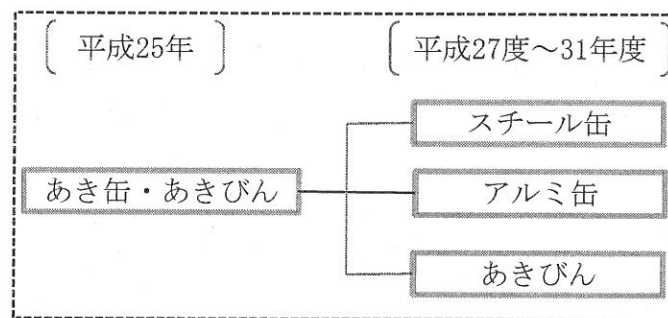 平成25年
平成27度～31年度
スチール缶
あき缶・あきびん
アルミ缶
あきびん